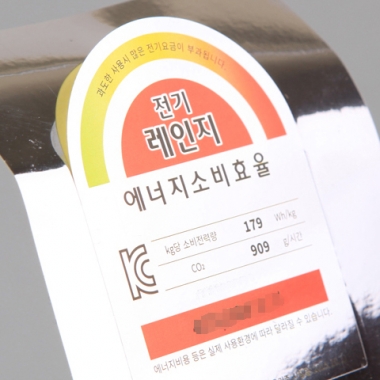 과도한 사용시 많은 전기요금이 부과됩니다.
전기
레인지
에너지소비효율
kg당 소비전력량 179 Wh/kg
CO₂ 909 g/시간
에너지비용 등은 실제 사용환경에 따라 달라질 수 있습니다.